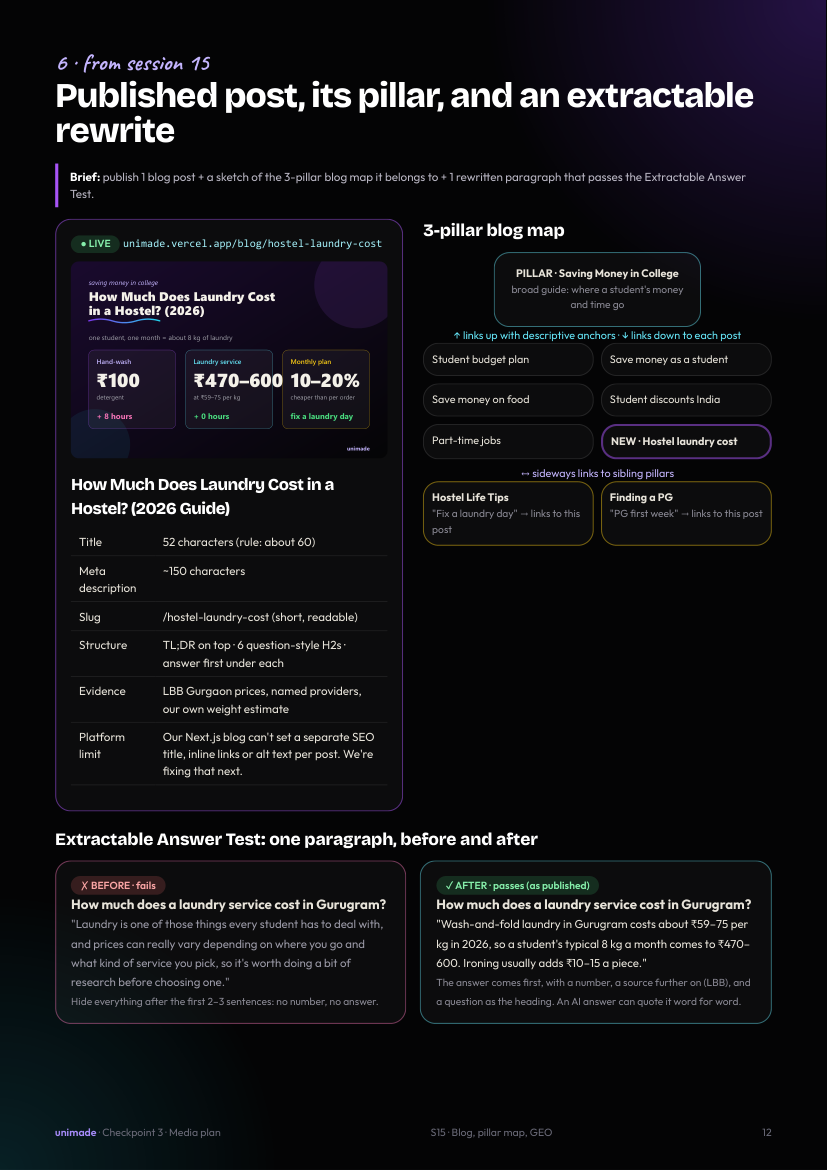 6 · from session 15
Published post, its pillar, and an extractable
rewrite
Brief: publish 1 blog post + a sketch of the 3-pillar blog map it belongs to + 1 rewritten paragraph that passes the Extractable Answer
Test.
● LIVE unimade.vercel.app/blog/hostel-laundry-cost
saving money in college
How Much Does Laundry Cost
in a Hostel? (2026)
one student, one month = about 8 kg of laundry
Hand-wash
₹100
detergent
+ 8 hours
Laundry service
₹470–600
at ₹59–75 per kg
+ 0 hours
Monthly plan
10–20%
cheaper than per order
fix a laundry day
unimade
How Much Does Laundry Cost in a
Hostel? (2026 Guide)
Title 52 characters (rule: about 60)
Meta
description
~150 characters
Slug /hostel-laundry-cost (short, readable)
Structure TL;DR on top · 6 question-style H2s ·
answer first under each
Evidence LBB Gurgaon prices, named providers,
our own weight estimate
Platform
limit
Our Next.js blog can't set a separate SEO
title, inline links or alt text per post. We're
fixing that next.
3-pillar blog map
PILLAR · Saving Money in College
broad guide: where a student's money
and time go
↑ links up with descriptive anchors · ↓ links down to each post
Student budget plan
Save money as a student
Save money on food
Student discounts India
Part-time jobs
NEW · Hostel laundry cost
↔ sideways links to sibling pillars
Hostel Life Tips
"Fix a laundry day" → links to this
post
Finding a PG
"PG first week" → links to this post
Extractable Answer Test: one paragraph, before and after
✗ BEFORE · fails
How much does a laundry service cost in Gurugram?
"Laundry is one of those things every student has to deal with,
and prices can really vary depending on where you go and
what kind of service you pick, so it's worth doing a bit of
research before choosing one."
Hide everything after the first 2–3 sentences: no number, no answer.
✓ AFTER · passes (as published)
How much does a laundry service cost in Gurugram?
"Wash-and-fold laundry in Gurugram costs about ₹59–75 per
kg in 2026, so a student's typical 8 kg a month comes to ₹470–
600. Ironing usually adds ₹10–15 a piece."
The answer comes first, with a number, a source further on (LBB), and
a question as the heading. An AI answer can quote it word for word.
unimade · Checkpoint 3 · Media plan
S15 · Blog, pillar map, GEO
12